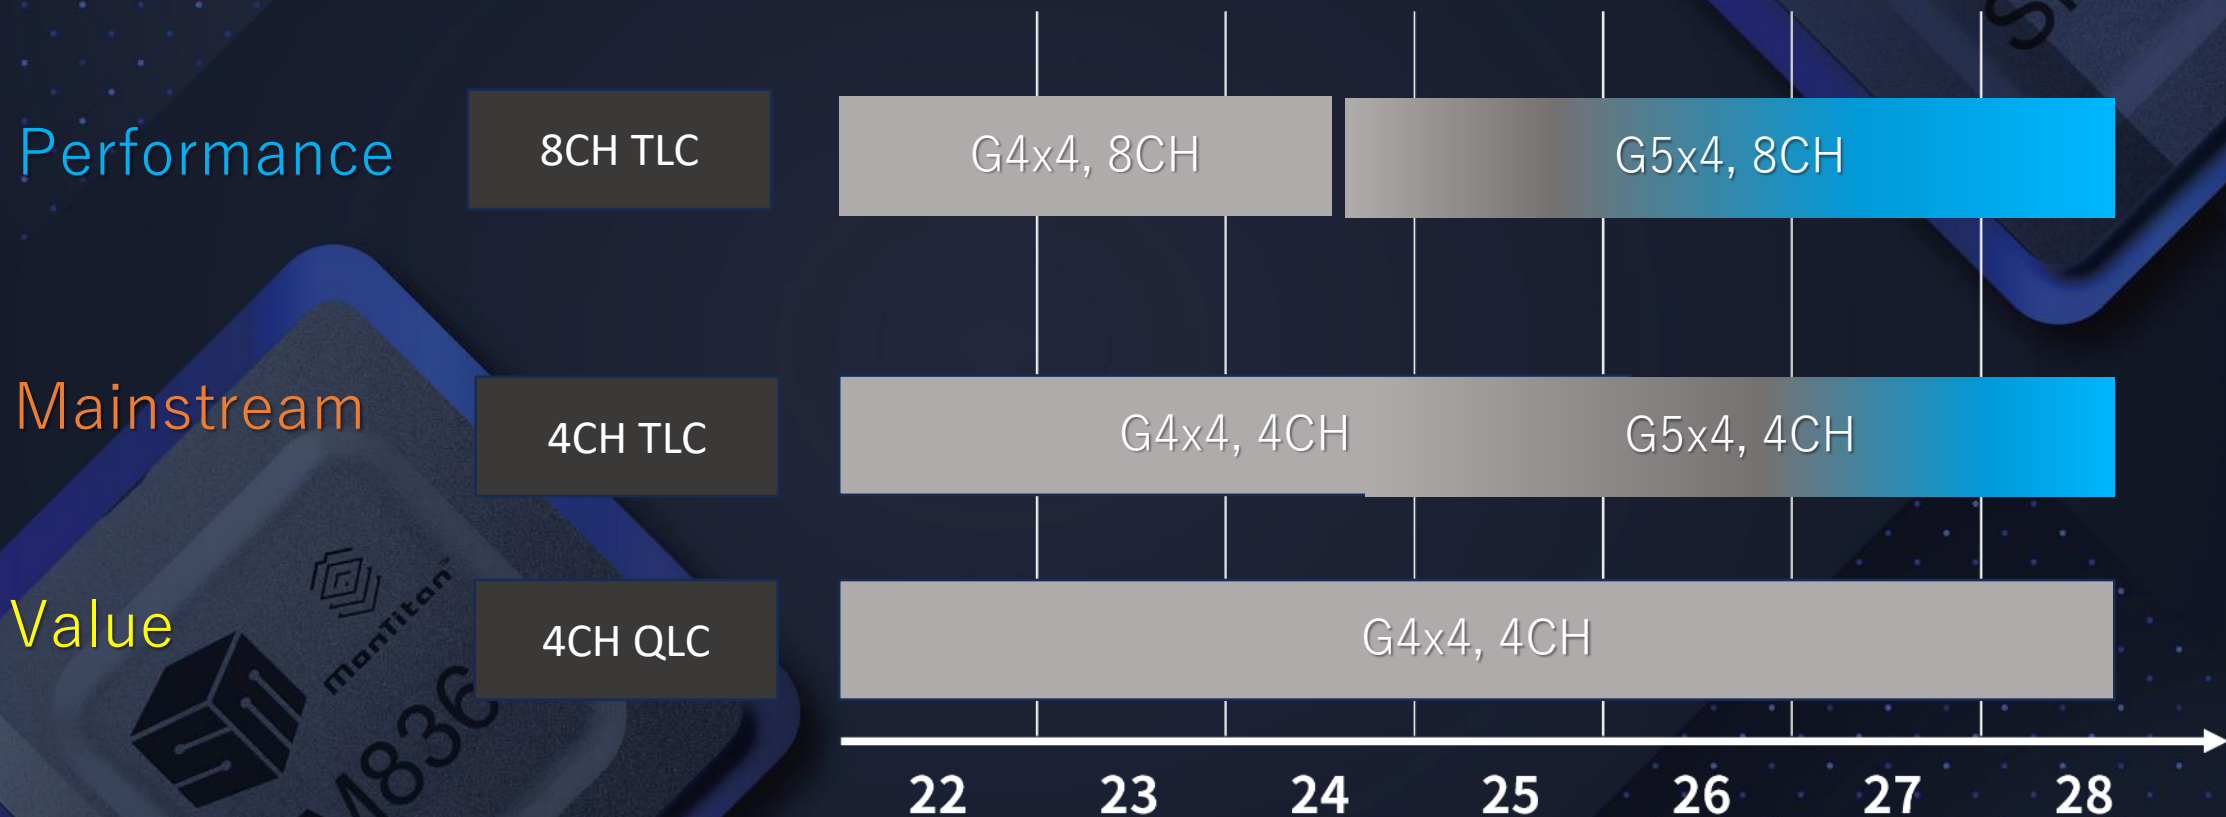 Performance
8CH TLC
G4x4, 8CH
G5x4, 8CH
Mainstream
4CH TLC
G4x4, 4CH
G5x4, 4CH
Value
4CH QLC
G4x4, 4CH
MonTitan™
M836
22 23 24 25 26 27 28